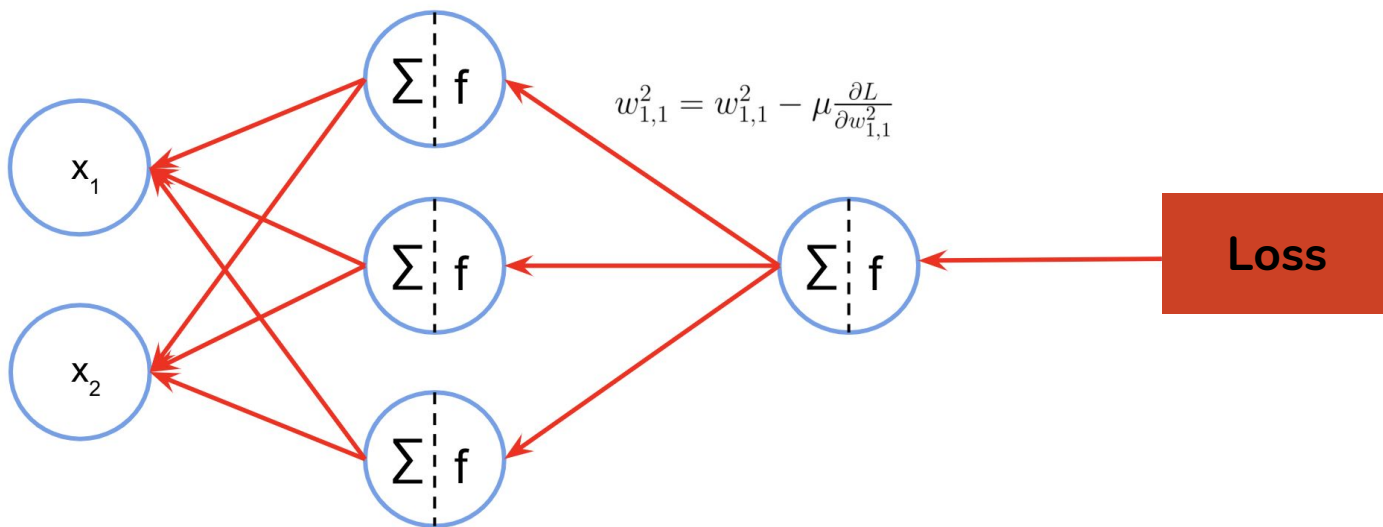 ∑ f
w²₁,₁ = w²₁,₁ − μ ∂L/∂w²₁,₁
x₁
∑ f
∑ f
Loss
x₂
∑ f